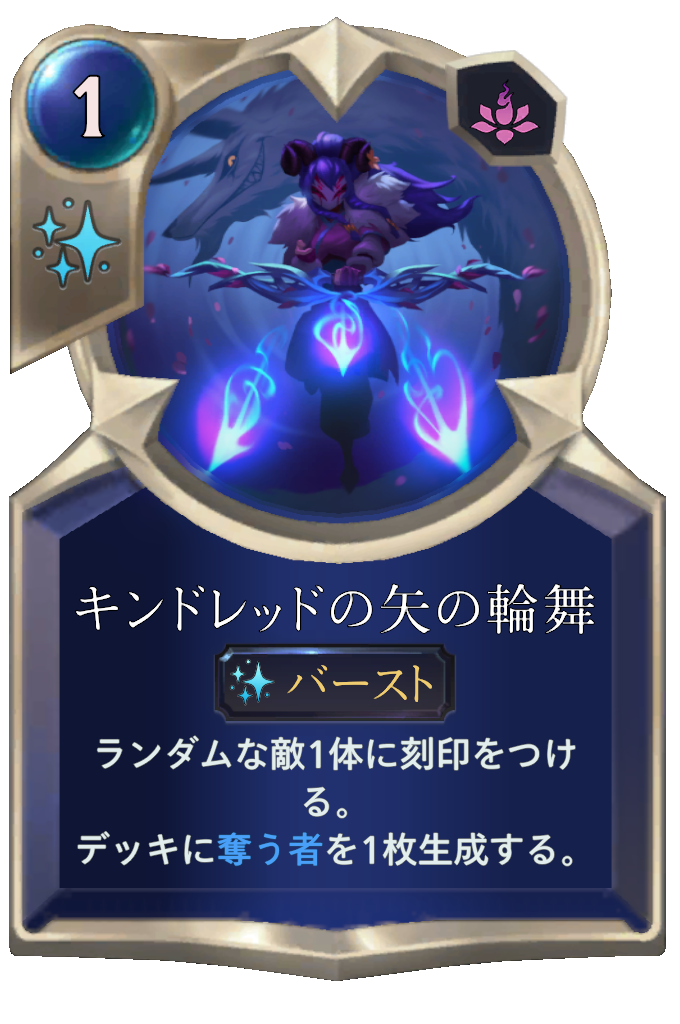 1
キンドレッドの矢の輪舞
バースト
ランダムな敵1体に刻印をつけ
る。
デッキに奪う者を1枚生成する。